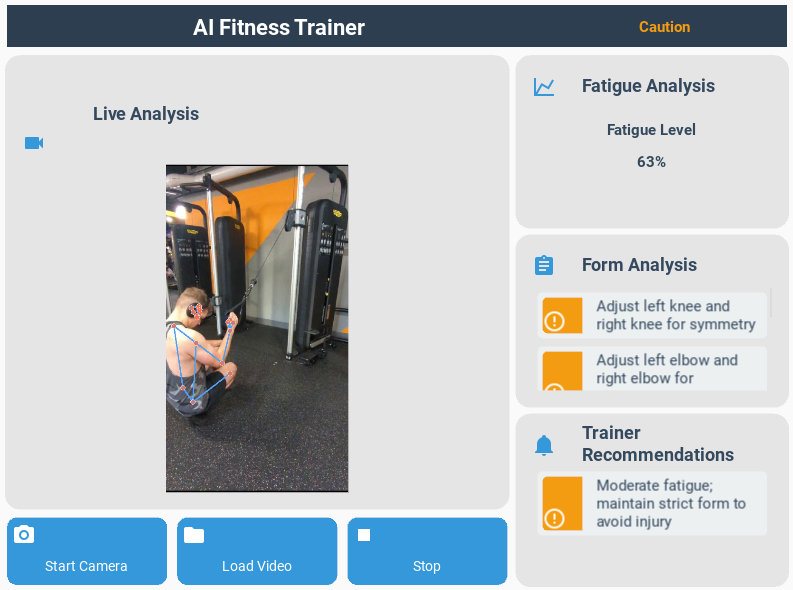 AI Fitness Trainer
Caution
Live Analysis
Fatigue Analysis
Fatigue Level
63%
Form Analysis
Adjust left knee and
right knee for symmetry
Adjust left elbow and
right elbow for
Trainer
Recommendations
Moderate fatigue;
maintain strict form to
avoid injury
Start Camera
Load Video
Stop